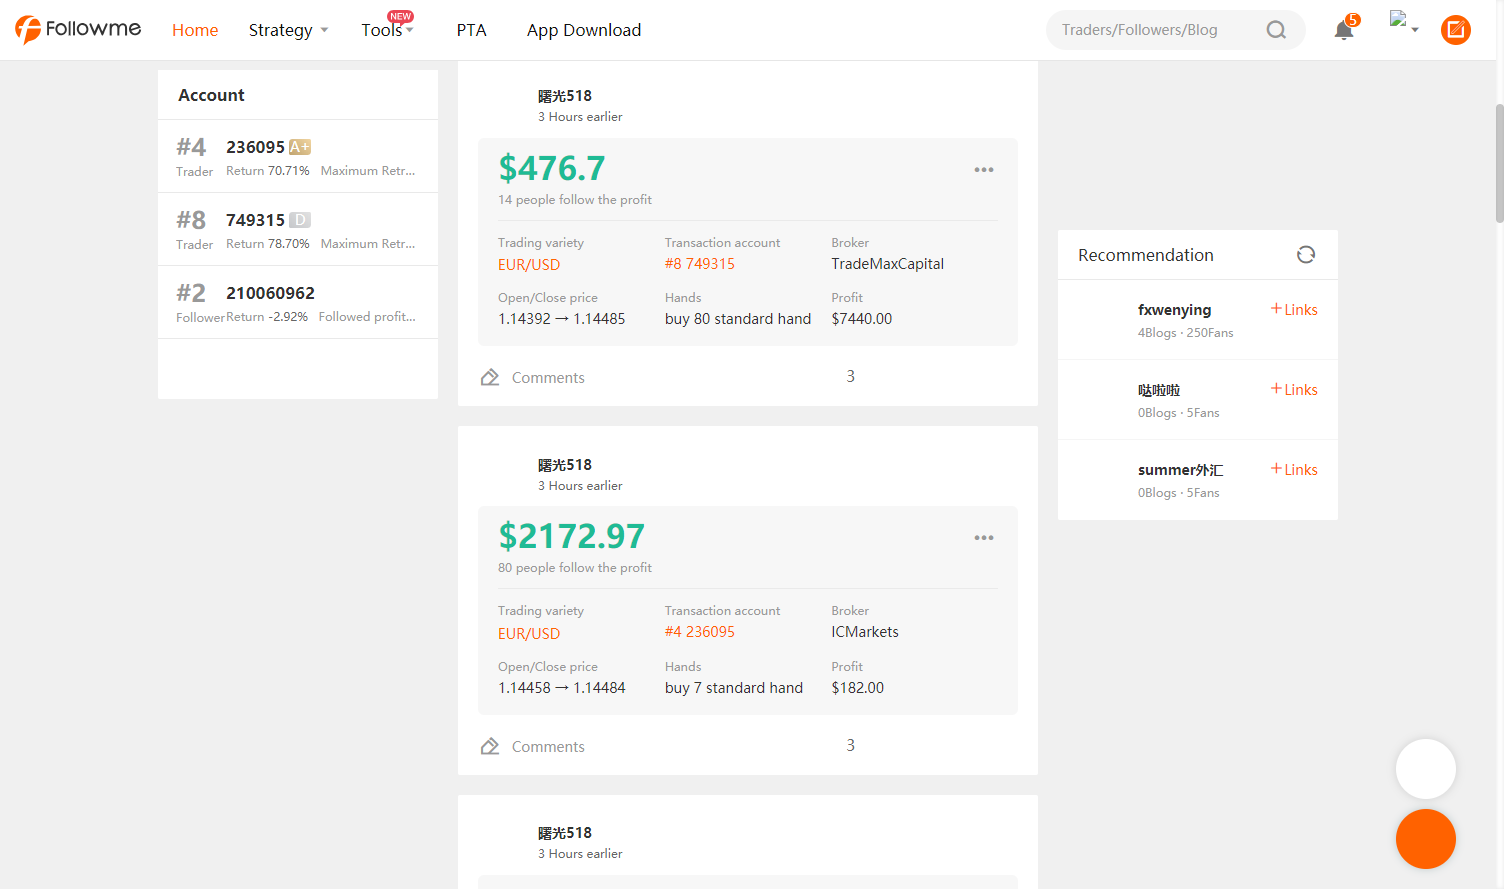 Followme
Home
Strategy
Tools
NEW
PTA
App Download
Traders/Followers/Blog
5
Account
#4
236095 A+
Trader
Return 70.71% Maximum Retr...
#8
749315 D
Trader
Return 78.70% Maximum Retr...
#2
210060962
Follower
Return -2.92% Followed profit...
曙光518
3 Hours earlier
$476.7
14 people follow the profit
Trading variety
Transaction account
Broker
EUR/USD
#8 749315
TradeMaxCapital
Open/Close price
Hands
Profit
1.14392 → 1.14485
buy 80 standard hand
$7440.00
Comments
3
曙光518
3 Hours earlier
$2172.97
80 people follow the profit
Trading variety
Transaction account
Broker
EUR/USD
#4 236095
ICMarkets
Open/Close price
Hands
Profit
1.14458 → 1.14484
buy 7 standard hand
$182.00
Comments
3
曙光518
3 Hours earlier
Recommendation
fxwenying
+Links
4Blogs · 250Fans
哒啦啦
+Links
0Blogs · 5Fans
summer外汇
+Links
0Blogs · 5Fans